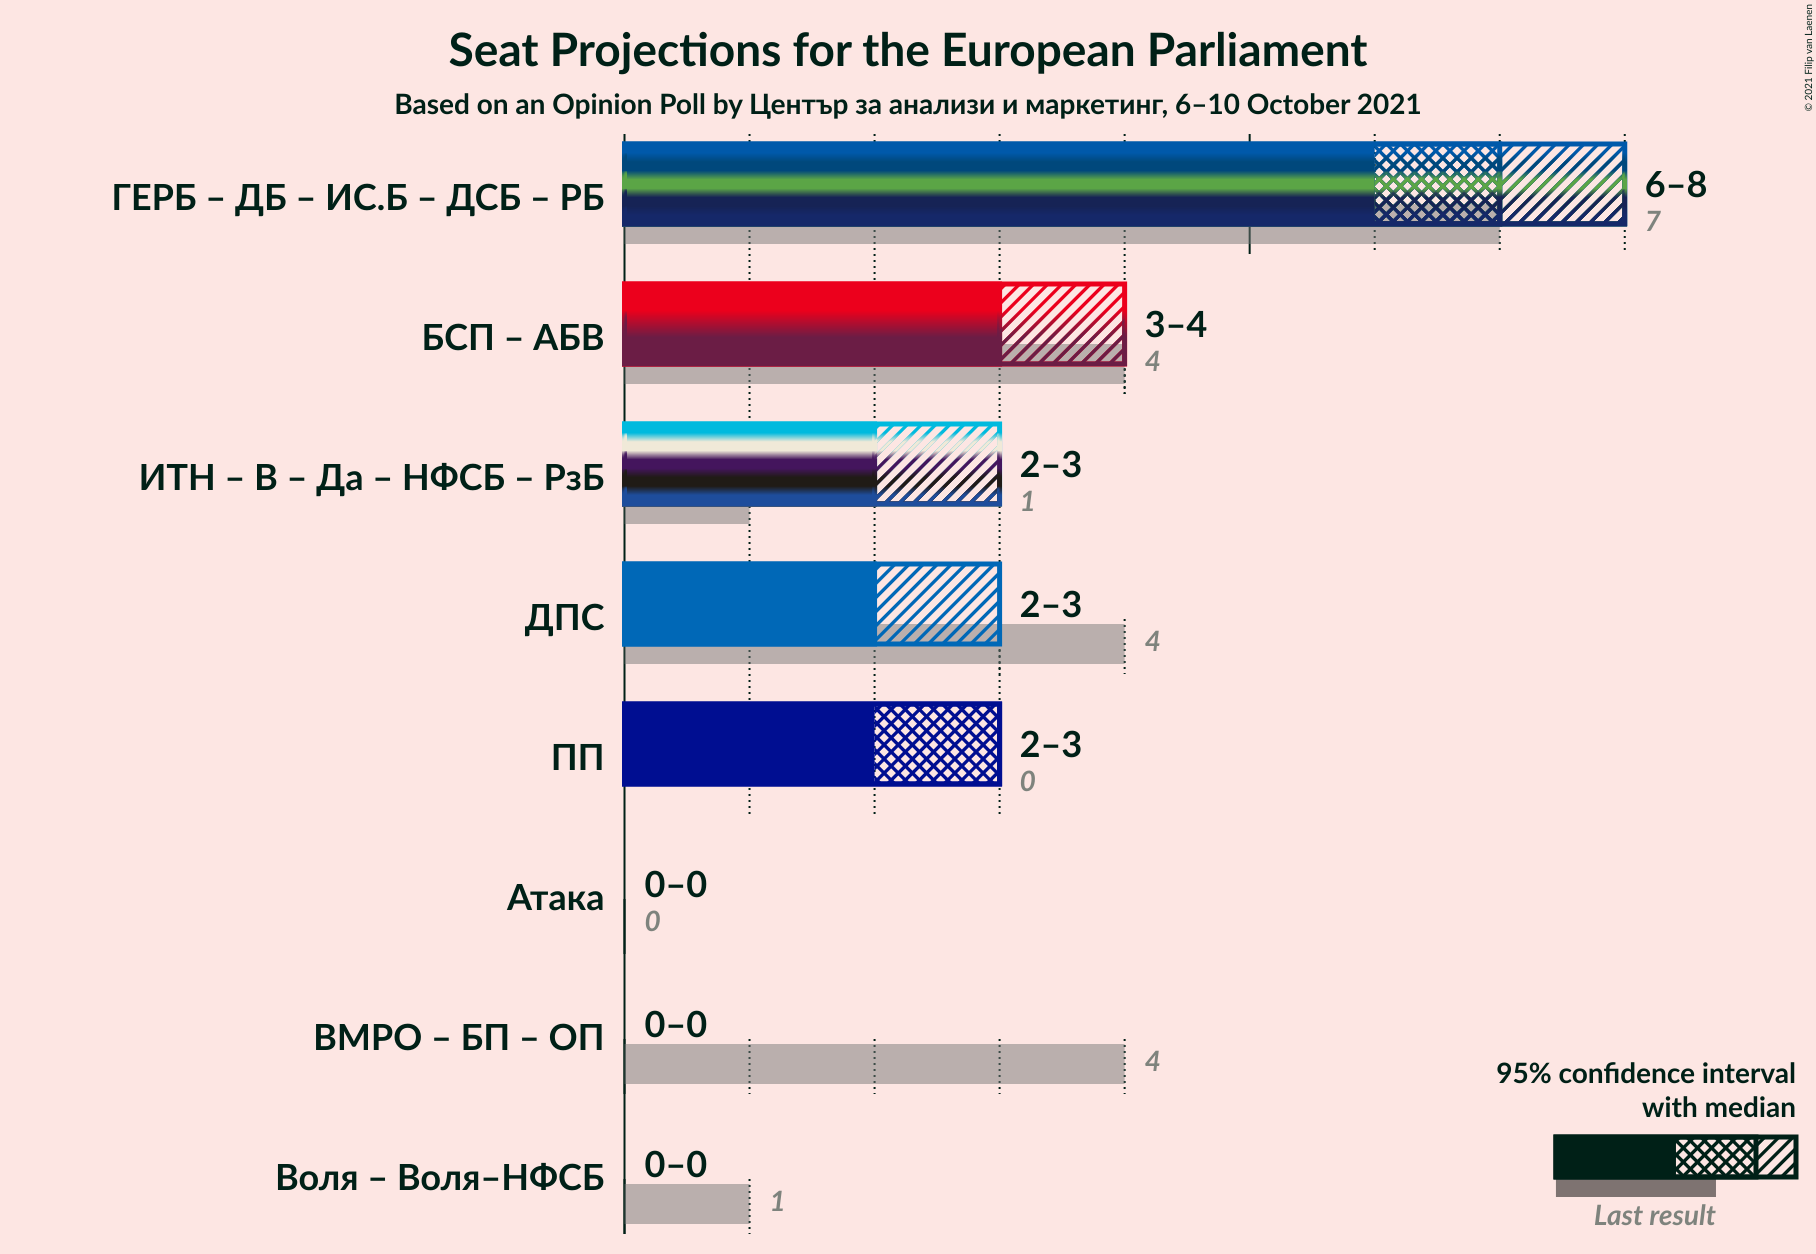 Seat Projections for the European Parliament
Based on an Opinion Poll by Център за анализи и маркетинг, 6–10 October 2021
© 2021 Filip van Laenen
ГЕРБ – ДБ – ИС.Б – ДСБ – РБ
6–8
7
БСП – АБВ
3–4
4
ИТН – В – Да – НФСБ – РзБ
2–3
1
ДПС
2–3
4
ПП
2–3
0
Атака
0–0
0
ВМРО – БП – ОП
0–0
4
Воля – Воля–НФСБ
0–0
1
95% confidence interval
with median
Last result